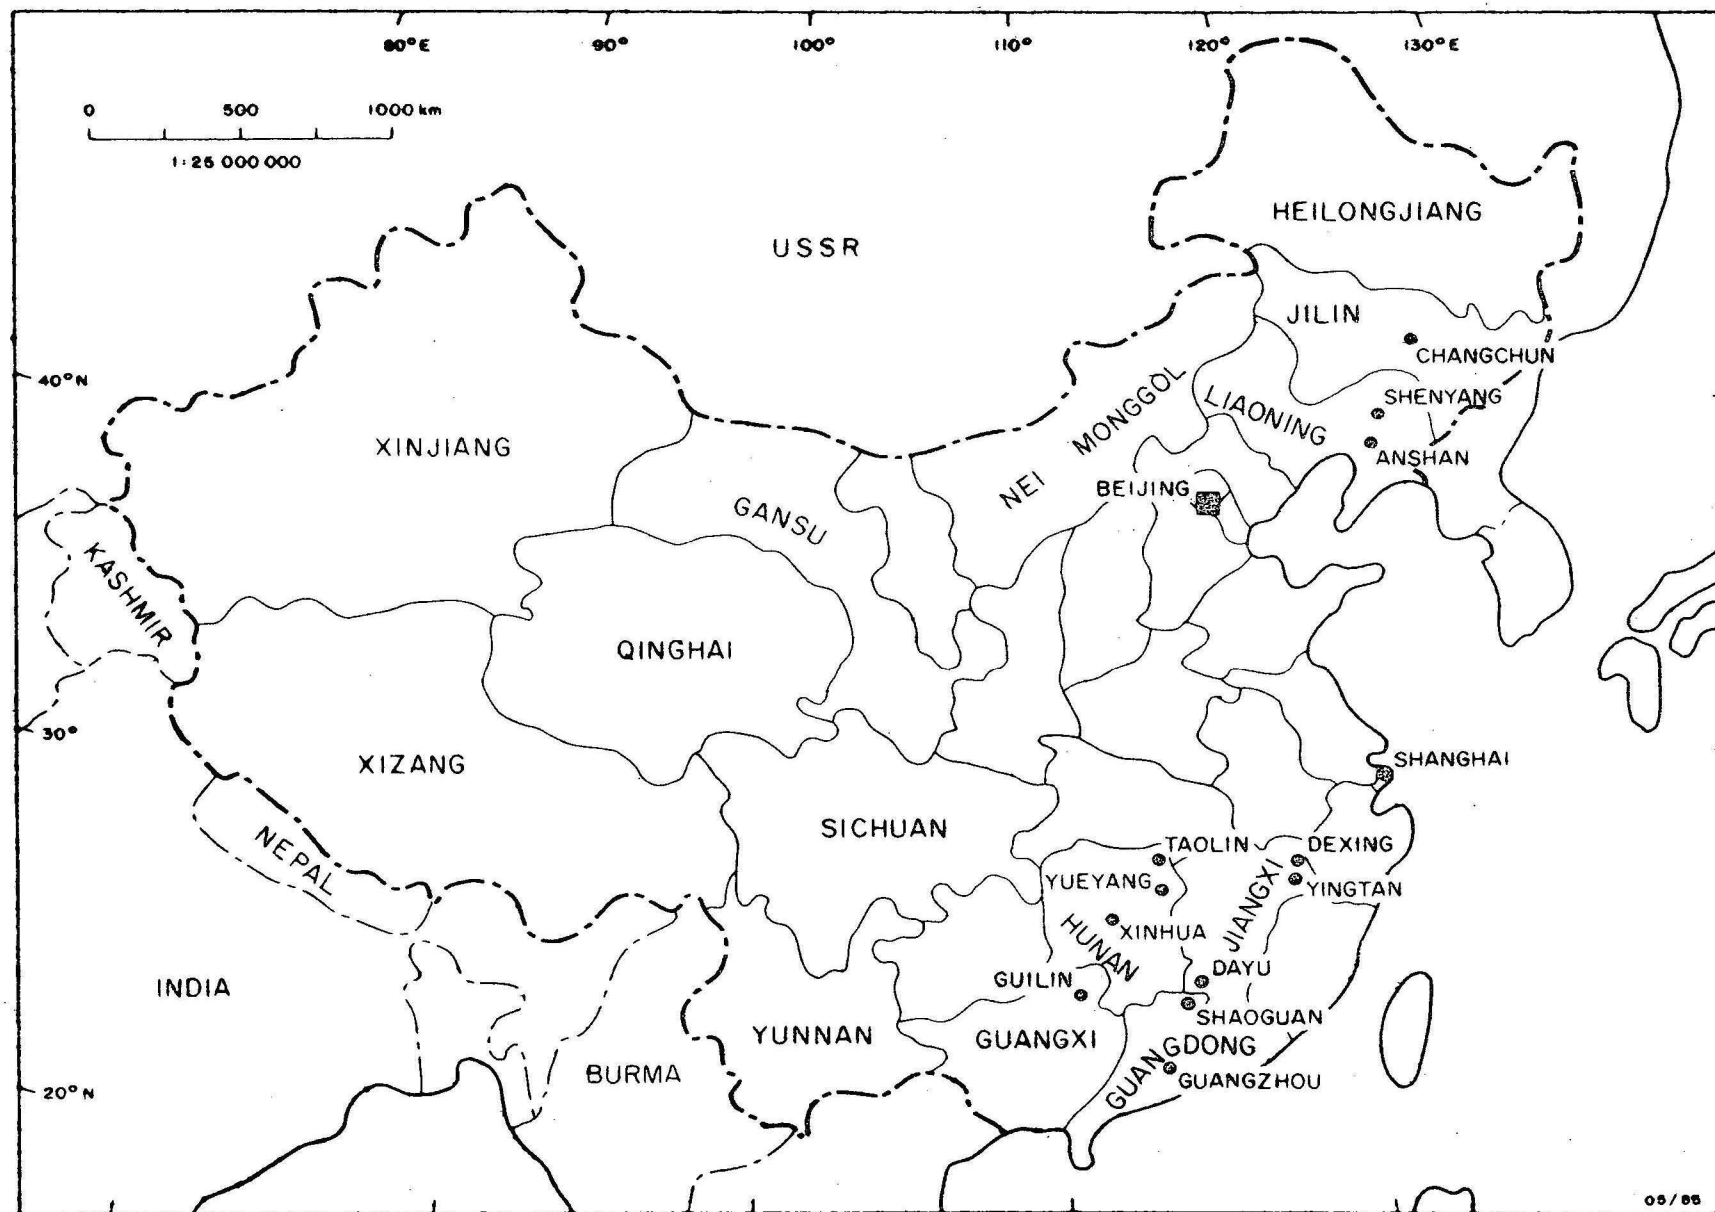 80°E 90° 100° 110° 120° 130°E
0 500 1000 km
1:25 000 000
HEILONGJIANG
USSR
JILIN
CHANGCHUN
40°N
SHENYANG
LIAONING
NEI MONGGOL
XINJIANG
ANSHAN
BEIJING
GANSU
KASHMIR
QINGHAI
30°
XIZANG
SHANGHAI
SICHUAN
NEPAL
TAOLIN
DEXING
YUEYANG
YINGTAN
JIANGXI
XINHUA
HUNAN
DAYU
GUILIN
INDIA
SHAOGUAN
YUNNAN
GUANGXI
GUANGDONG
BURMA
GUANGZHOU
20°N
05/85